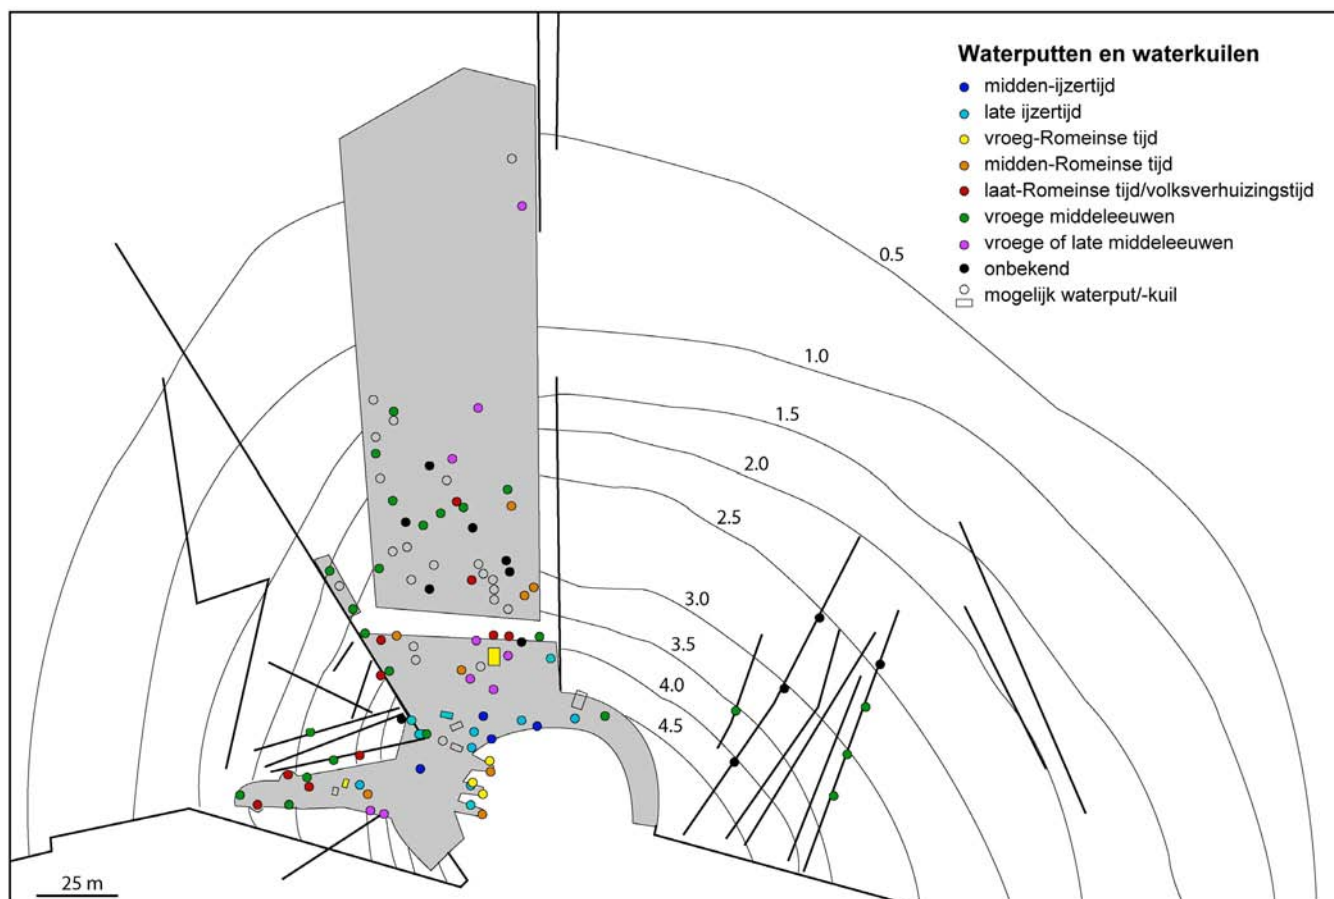 Waterputten en waterkuilen
midden-ijzertijd
late ijzertijd
vroeg-Romeinse tijd
midden-Romeinse tijd
laat-Romeinse tijd/volksverhuizingstijd
vroege middeleeuwen
vroege of late middeleeuwen
onbekend
mogelijk waterput/-kuil
0.5
1.0
1.5
2.0
2.5
3.0
3.5
4.0
4.5
25 m